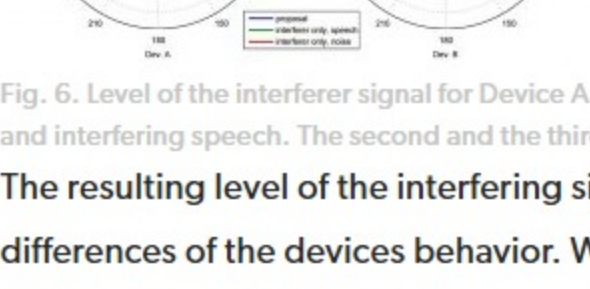 210 150 210 150
proposal
interferer only, speech
interferer only, noise
180 180
Dev. A Dev. B
Fig. 6. Level of the interferer signal for Device A
and interfering speech. The second and the thir
The resulting level of the interfering si
differences of the devices behavior. W